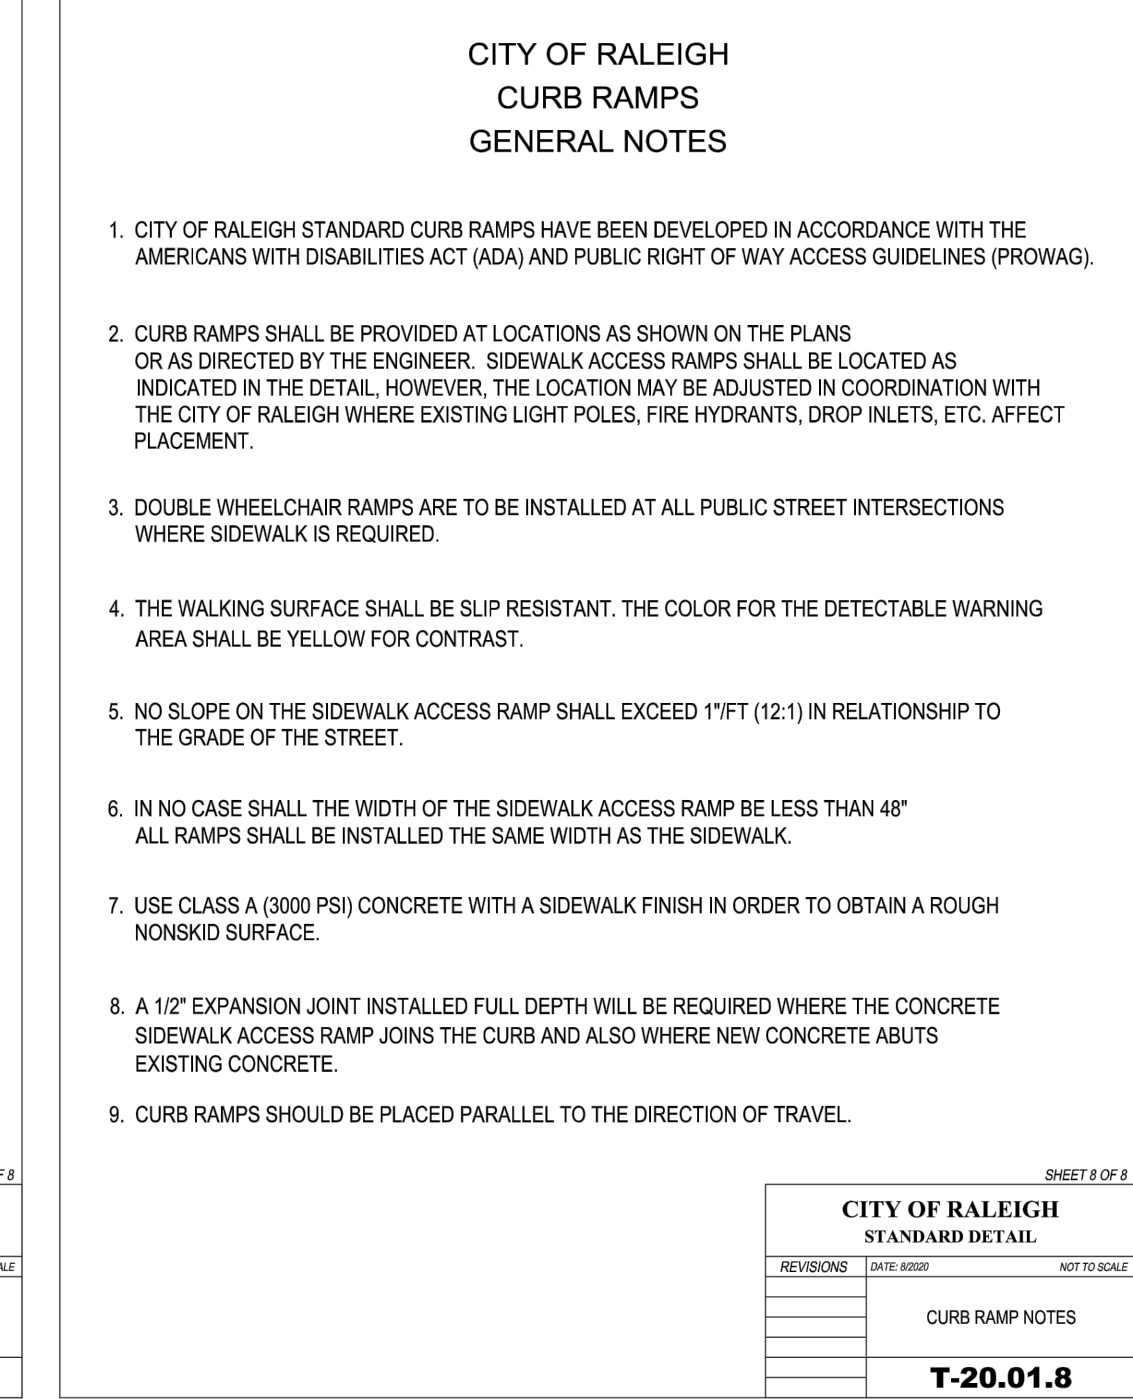 CITY OF RALEIGH
CURB RAMPS
GENERAL NOTES
1. CITY OF RALEIGH STANDARD CURB RAMPS HAVE BEEN DEVELOPED IN ACCORDANCE WITH THE
AMERICANS WITH DISABILITIES ACT (ADA) AND PUBLIC RIGHT OF WAY ACCESS GUIDELINES (PROWAG).
2. CURB RAMPS SHALL BE PROVIDED AT LOCATIONS AS SHOWN ON THE PLANS
OR AS DIRECTED BY THE ENGINEER. SIDEWALK ACCESS RAMPS SHALL BE LOCATED AS
INDICATED IN THE DETAIL, HOWEVER, THE LOCATION MAY BE ADJUSTED IN COORDINATION WITH
THE CITY OF RALEIGH WHERE EXISTING LIGHT POLES, FIRE HYDRANTS, DROP INLETS, ETC. AFFECT
PLACEMENT.
3. DOUBLE WHEELCHAIR RAMPS ARE TO BE INSTALLED AT ALL PUBLIC STREET INTERSECTIONS
WHERE SIDEWALK IS REQUIRED.
4. THE WALKING SURFACE SHALL BE SLIP RESISTANT. THE COLOR FOR THE DETECTABLE WARNING
AREA SHALL BE YELLOW FOR CONTRAST.
5. NO SLOPE ON THE SIDEWALK ACCESS RAMP SHALL EXCEED 1"/FT (12:1) IN RELATIONSHIP TO
THE GRADE OF THE STREET.
6. IN NO CASE SHALL THE WIDTH OF THE SIDEWALK ACCESS RAMP BE LESS THAN 48"
ALL RAMPS SHALL BE INSTALLED THE SAME WIDTH AS THE SIDEWALK.
7. USE CLASS A (3000 PSI) CONCRETE WITH A SIDEWALK FINISH IN ORDER TO OBTAIN A ROUGH
NONSKID SURFACE.
8. A 1/2" EXPANSION JOINT INSTALLED FULL DEPTH WILL BE REQUIRED WHERE THE CONCRETE
SIDEWALK ACCESS RAMP JOINS THE CURB AND ALSO WHERE NEW CONCRETE ABUTS
EXISTING CONCRETE.
9. CURB RAMPS SHOULD BE PLACED PARALLEL TO THE DIRECTION OF TRAVEL.
F 8
ALE
SHEET 8 OF 8
CITY OF RALEIGH
STANDARD DETAIL
REVISIONS DATE: 8/2020 NOT TO SCALE
CURB RAMP NOTES
T-20.01.8